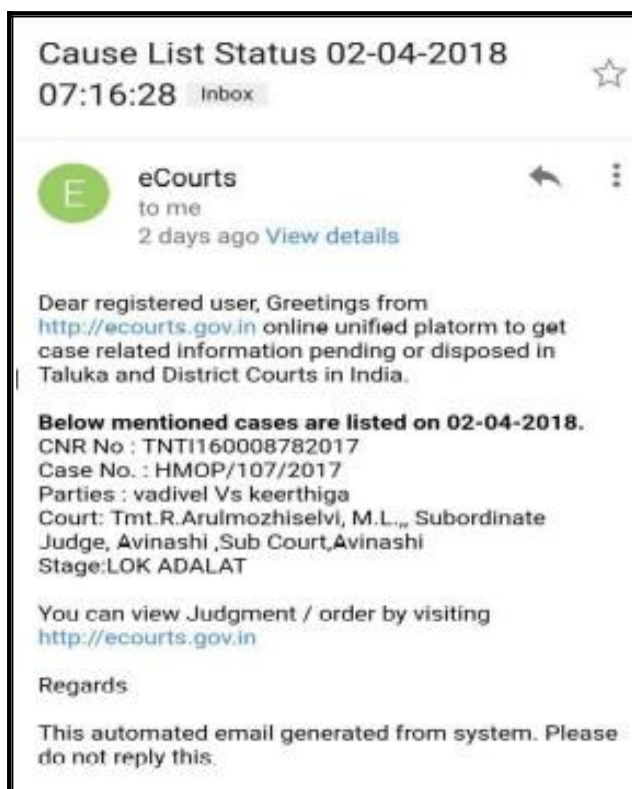 Cause List Status 02-04-2018
07:16:28 Inbox
E
eCourts
to me
2 days ago View details
Dear registered user, Greetings from
http://ecourts.gov.in online unified platorm to get
case related information pending or disposed in
Taluka and District Courts in India.
Below mentioned cases are listed on 02-04-2018.
CNR No : TNTI160008782017
Case No. : HMOP/107/2017
Parties : vadivel Vs keerthiga
Court: Tmt.R.Arulmozhiselvi, M.L.,, Subordinate
Judge, Avinashi ,Sub Court,Avinashi
Stage:LOK ADALAT
You can view Judgment / order by visiting
http://ecourts.gov.in
Regards
This automated email generated from system. Please
do not reply this.